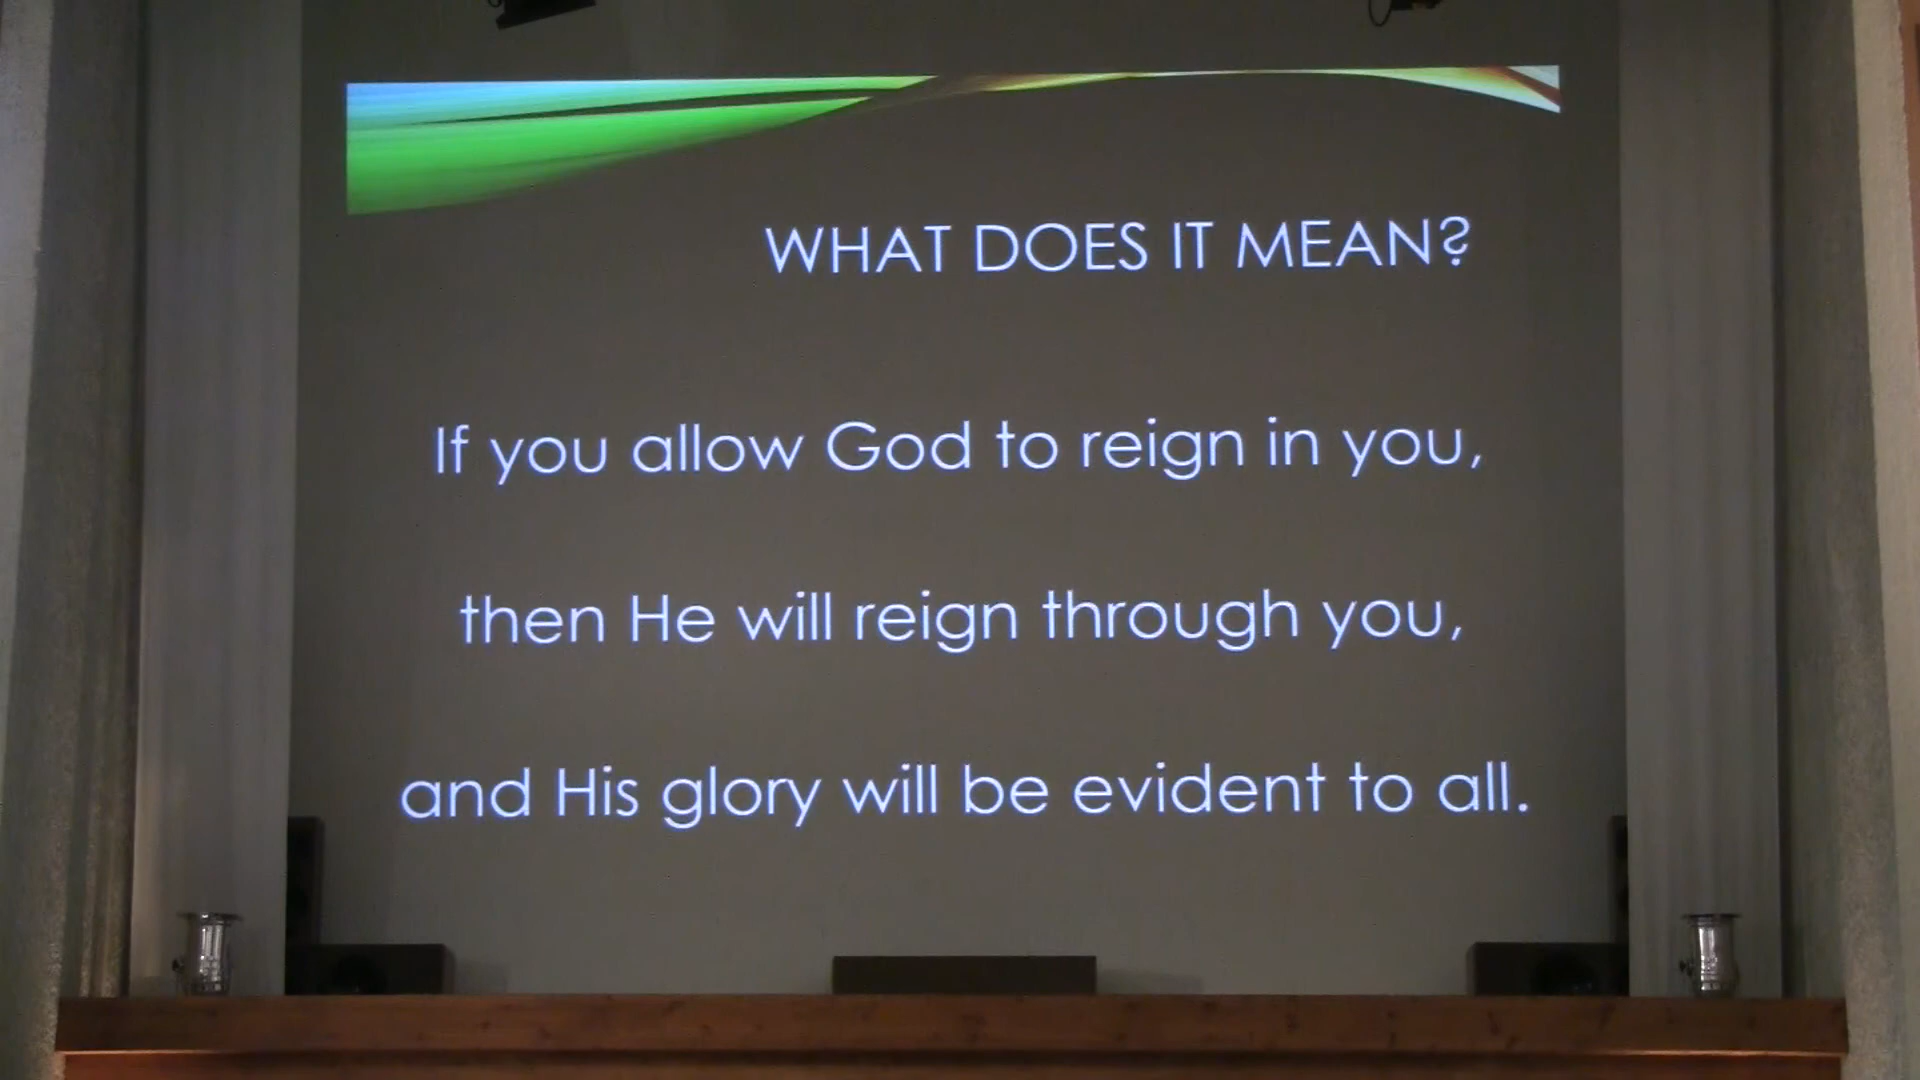 WHAT DOES IT MEAN?
If you allow God to reign in you,
then He will reign through you,
and His glory will be evident to all.